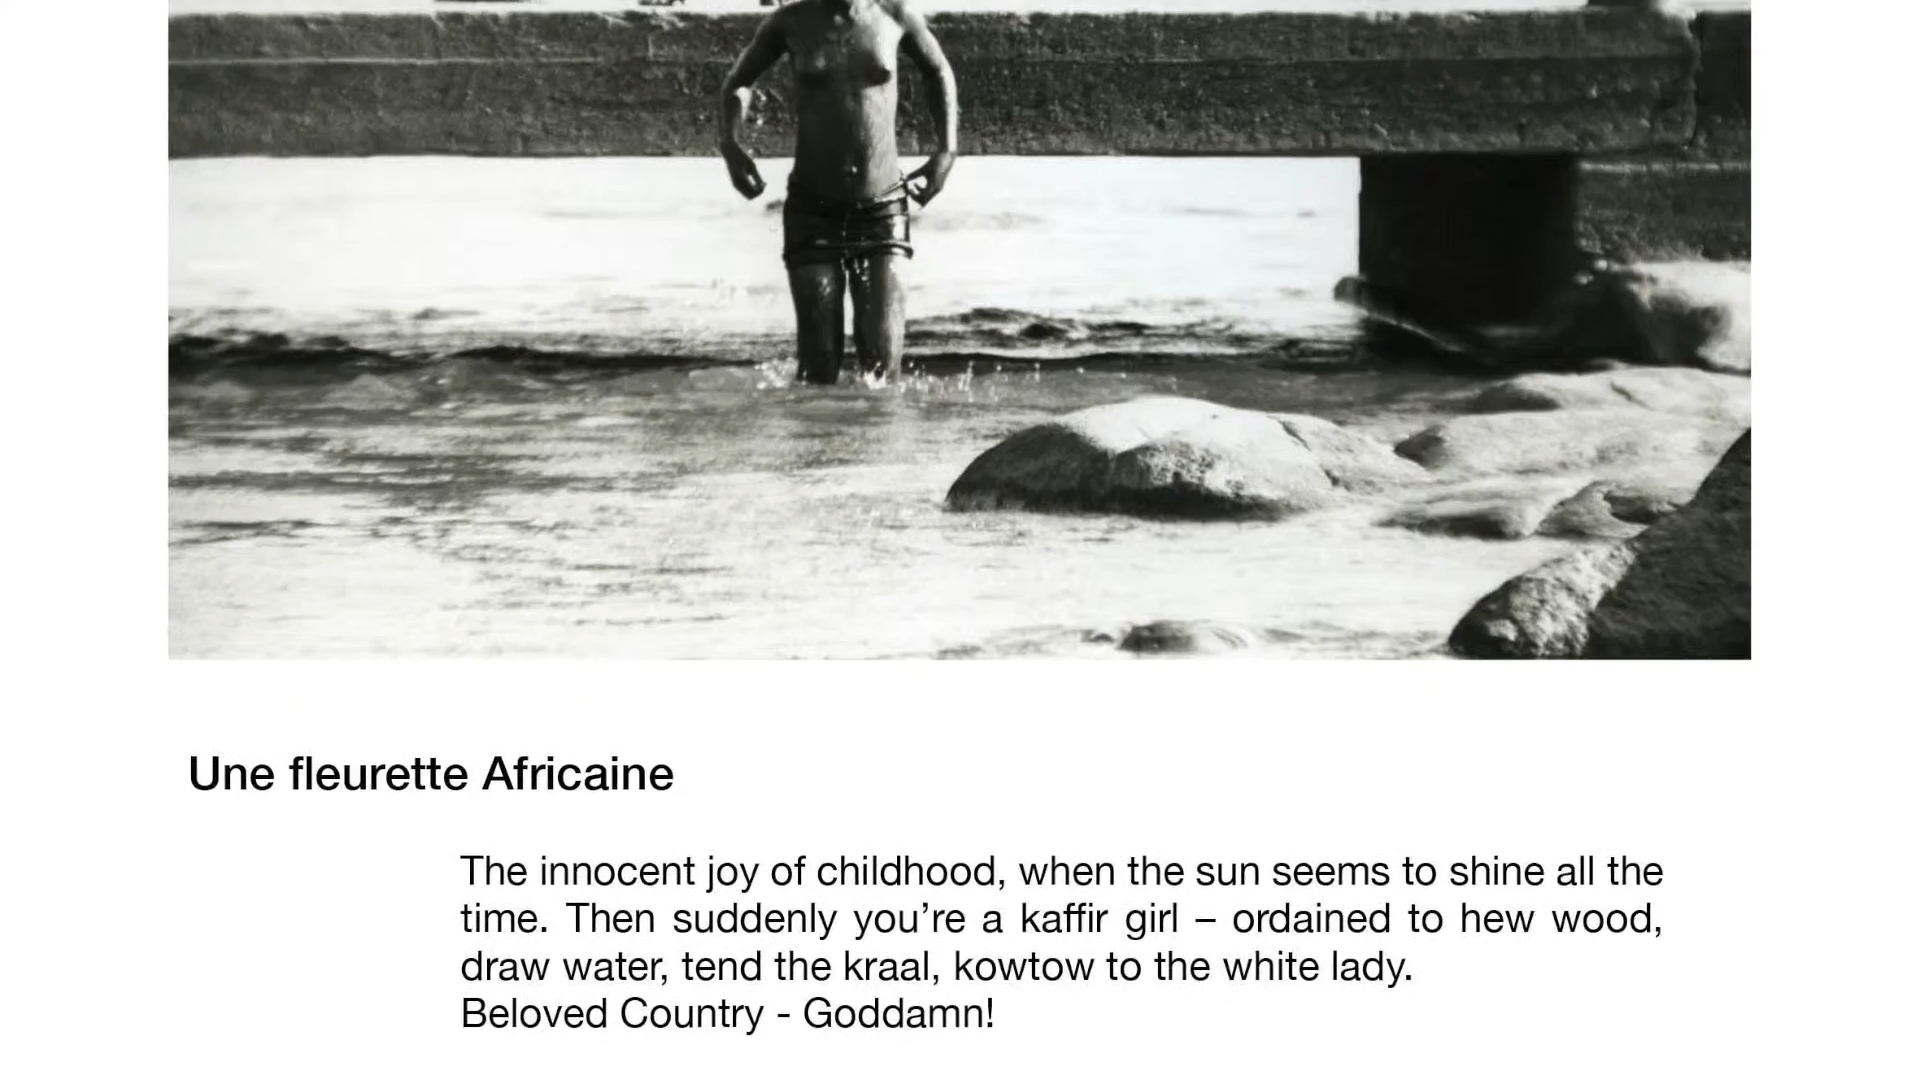 Une fleurette Africaine
The innocent joy of childhood, when the sun seems to shine all the
time. Then suddenly you’re a kaffir girl – ordained to hew wood,
draw water, tend the kraal, kowtow to the white lady.
Beloved Country - Goddamn!